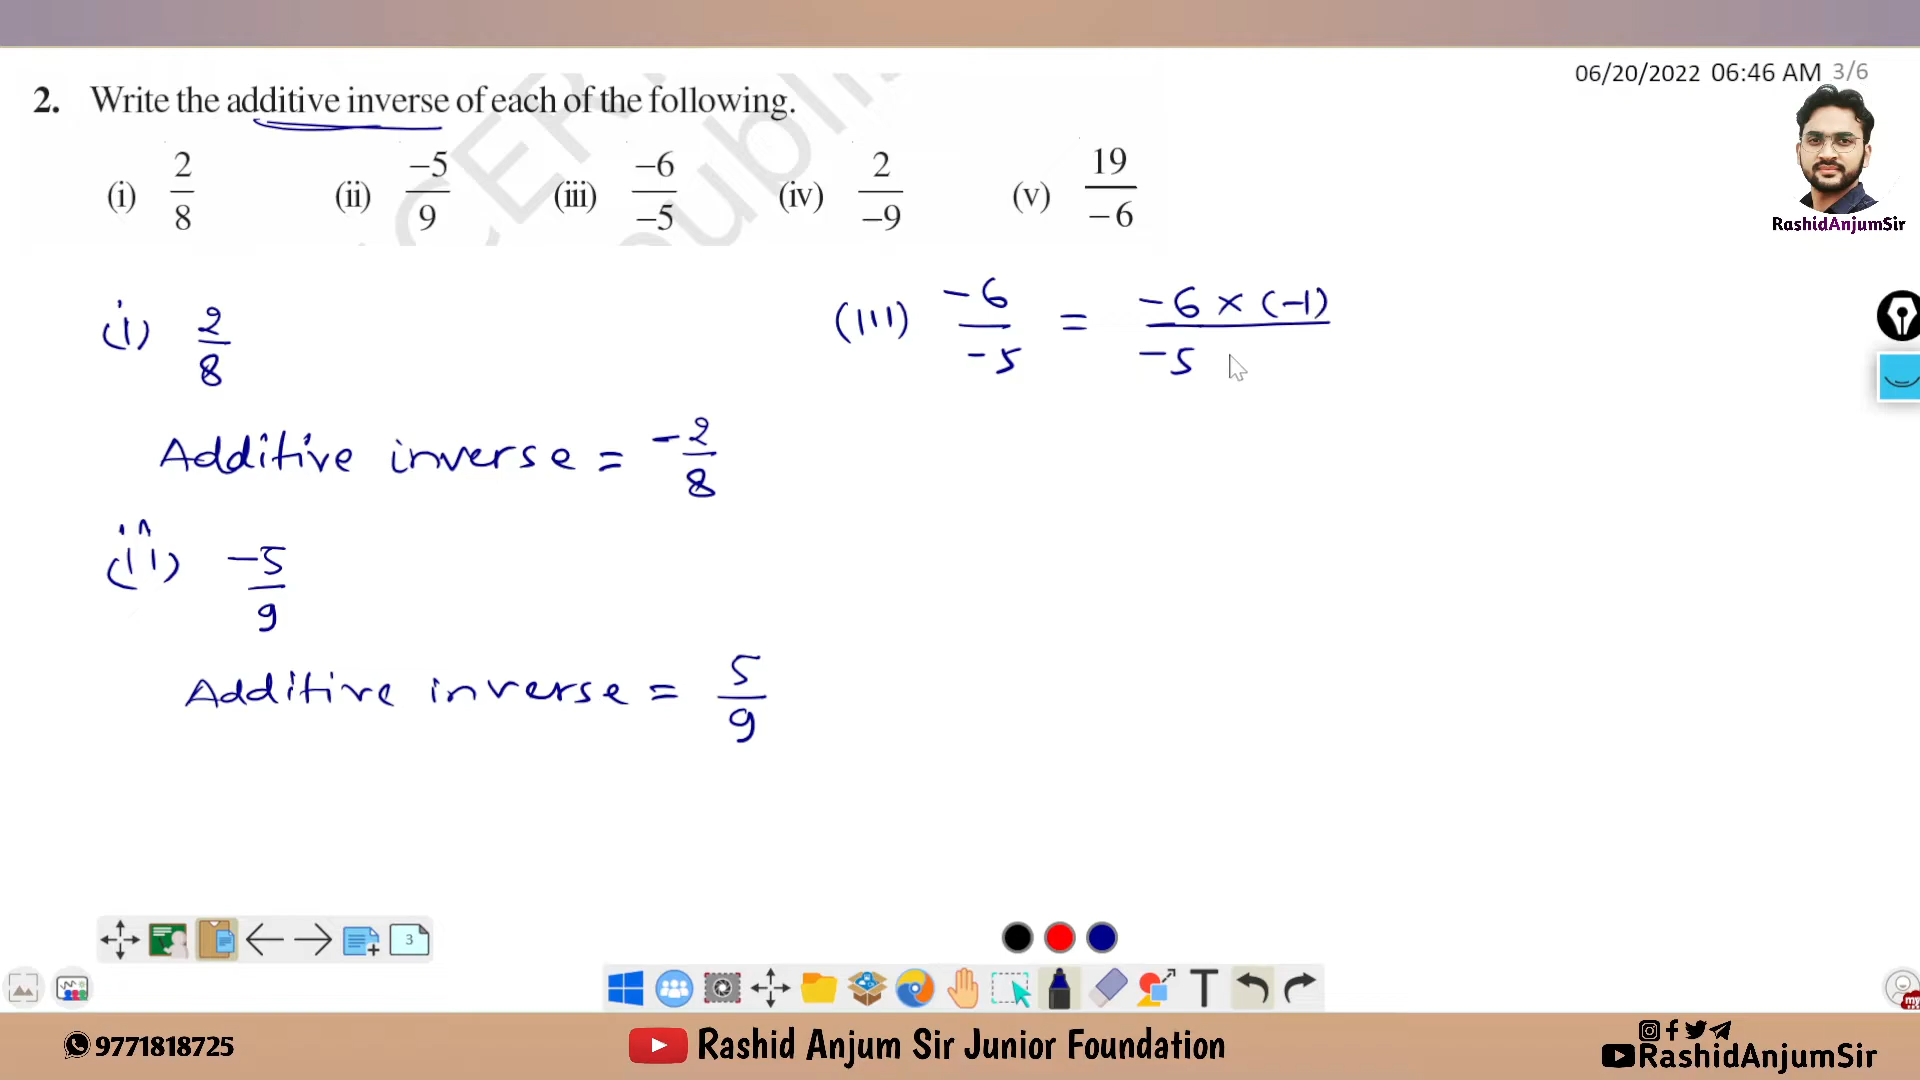 06/20/2022 06:46 AM 3/6
2. Write the additive inverse of each of the following.
(i) 2/8 (ii) −5/9 (iii) −6/−5 (iv) 2/−9 (v) 19/−6
RashidAnjumSir
(i) 2/8
Additive inverse = -2/8
(ii) -5/9
Additive inverse = 5/9
(iii) -6/-5 = -6 × (-1)/-5
3
T
9771818725
Rashid Anjum Sir Junior Foundation
RashidAnjumSir